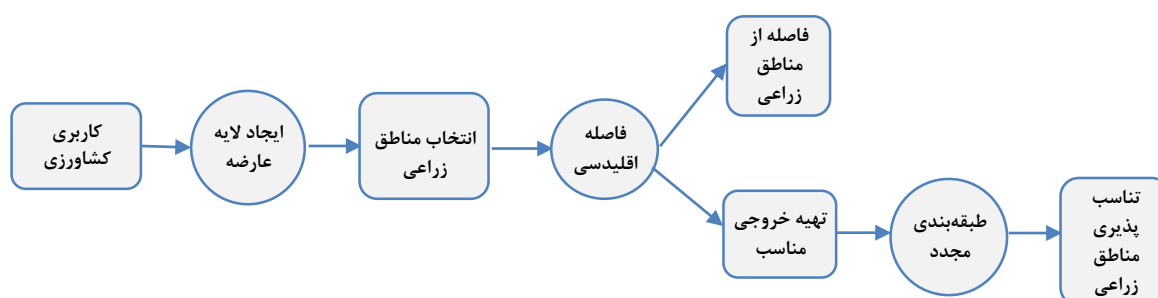 کاربری
کشاورزی
ایجاد لایه
عارضه
انتخاب مناطق
زراعی
فاصله
اقلیدسی
فاصله از
مناطق
زراعی
تهیه خروجی
مناسب
طبقه‌بندی
مجدد
تناسب
پذیری
مناطق
زراعی